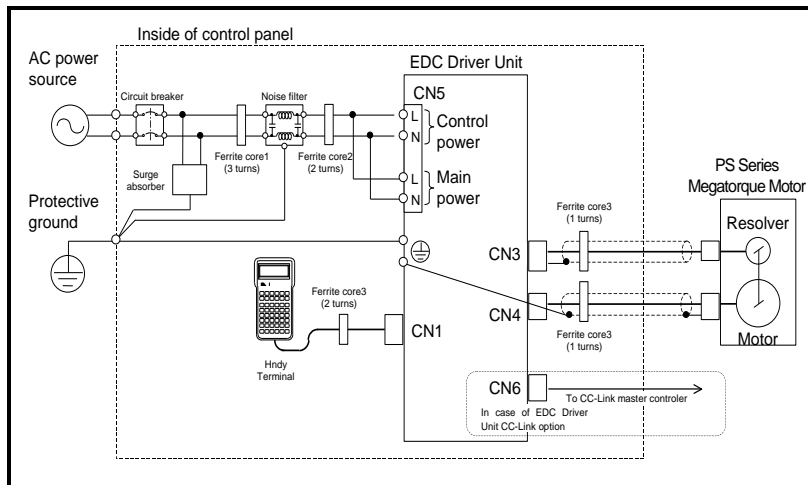 Inside of control panel
AC power
source
EDC Driver Unit
Circuit breaker
Noise filter
CN5
L
N
Control
power
Ferrite core1
(3 turns)
Ferrite core2
(2 turns)
Surge
absorber
L
N
Main
power
PS Series
Megatorque Motor
Protective
ground
Ferrite core3
(1 turns)
Resolver
CN3
Ferrite core3
(2 turns)
CN4
CN1
Ferrite core3
(1 turns)
Motor
Hndy
Terminal
CN6
To CC-Link master controler
In case of EDC Driver
Unit CC-Link option